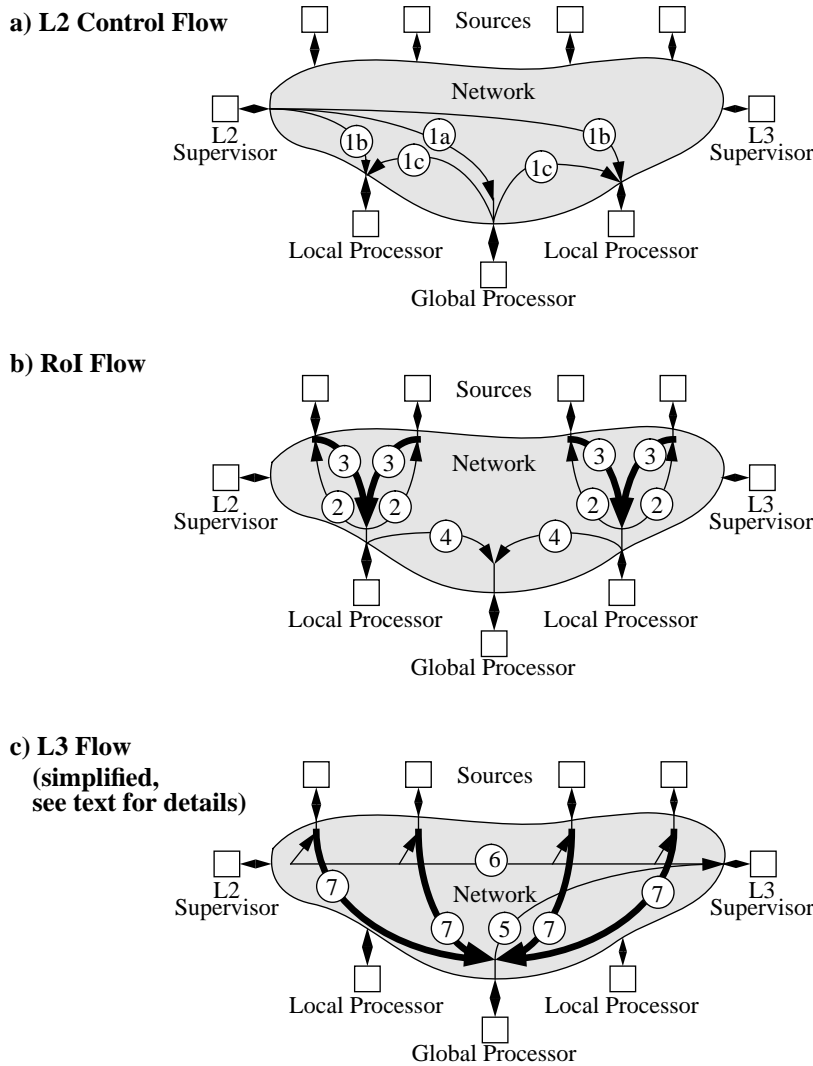 a) L2 Control Flow
Sources
Network
L2
Supervisor
L3
Supervisor
1b
1a
1b
1c
1c
Local Processor
Local Processor
Global Processor
b) RoI Flow
Sources
Network
L2
Supervisor
L3
Supervisor
3
3
3
3
2
2
2
2
4
4
Local Processor
Local Processor
Global Processor
c) L3 Flow
(simplified,
see text for details)
Sources
6
L2
Supervisor
L3
Supervisor
Network
7
7
7
5
7
Local Processor
Local Processor
Global Processor